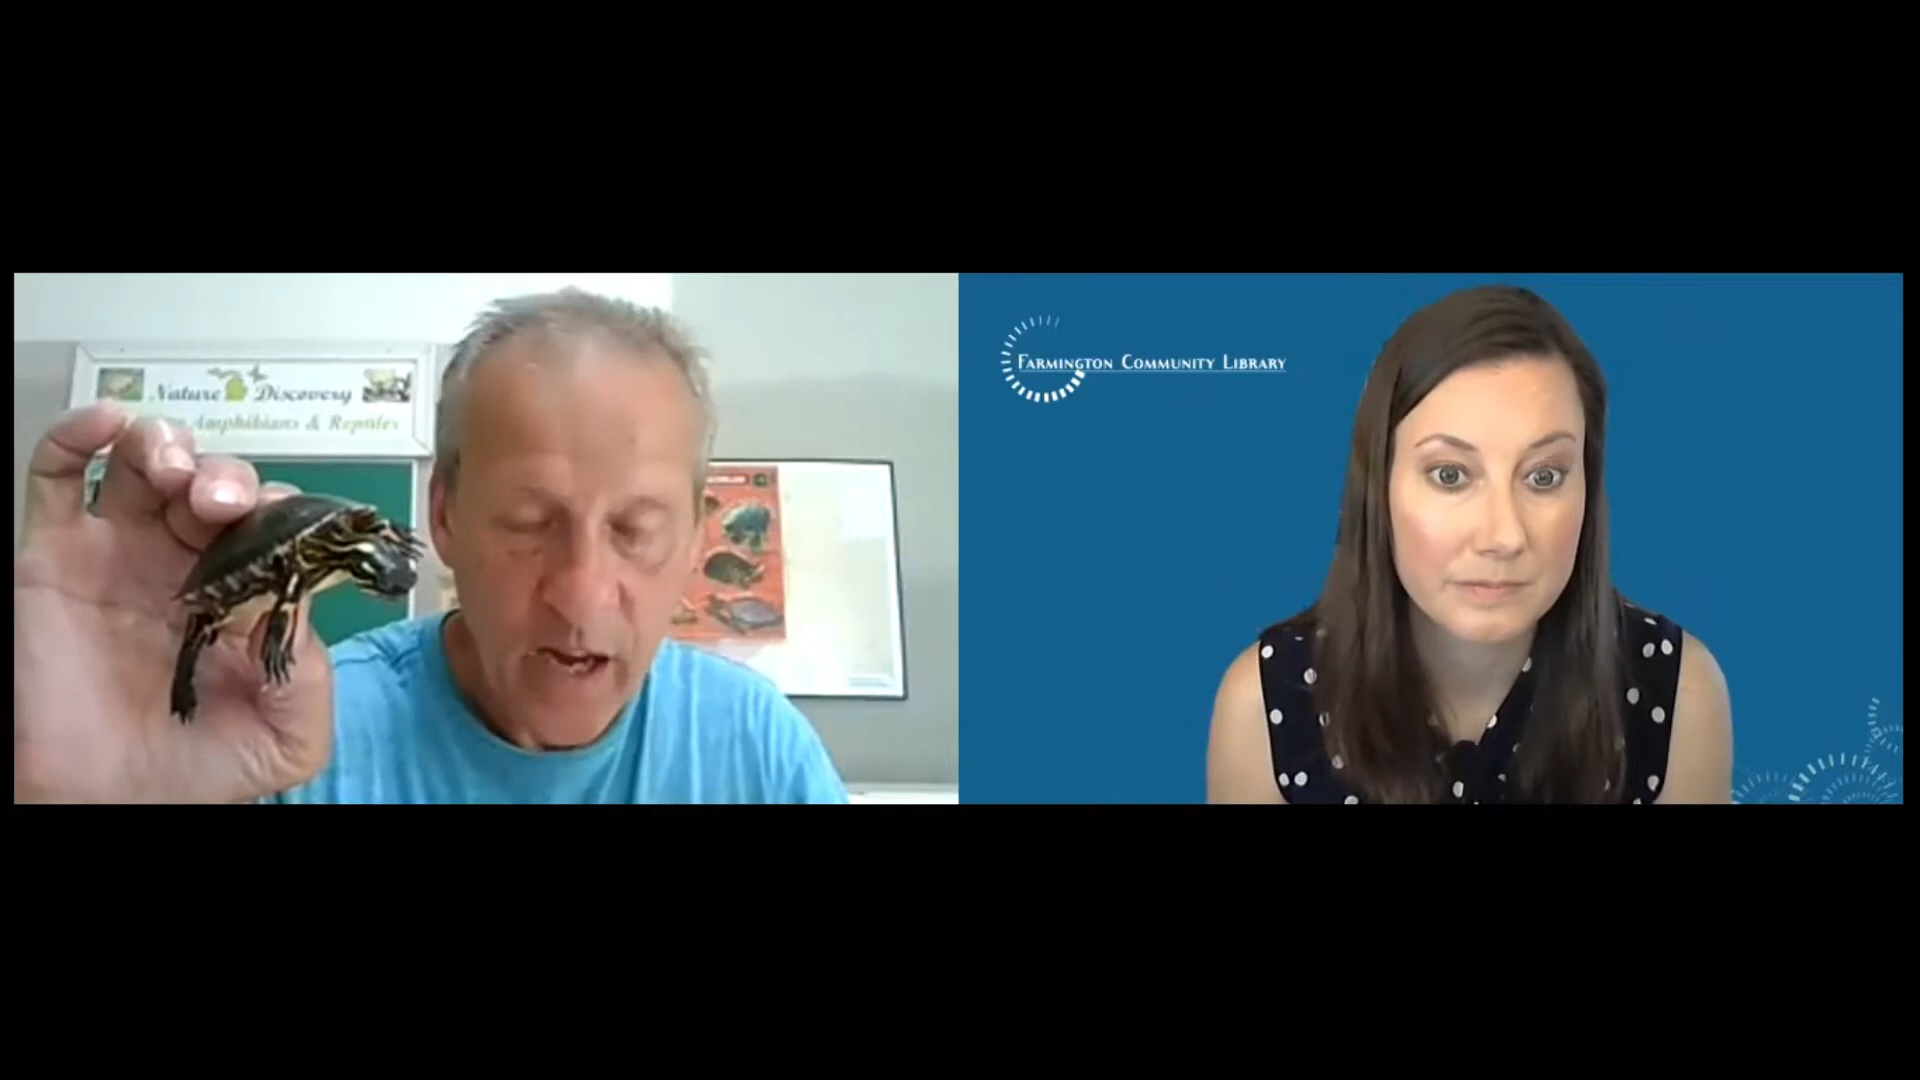 Nature Discovery
Amphibians & Reptiles
Farmington Community Library